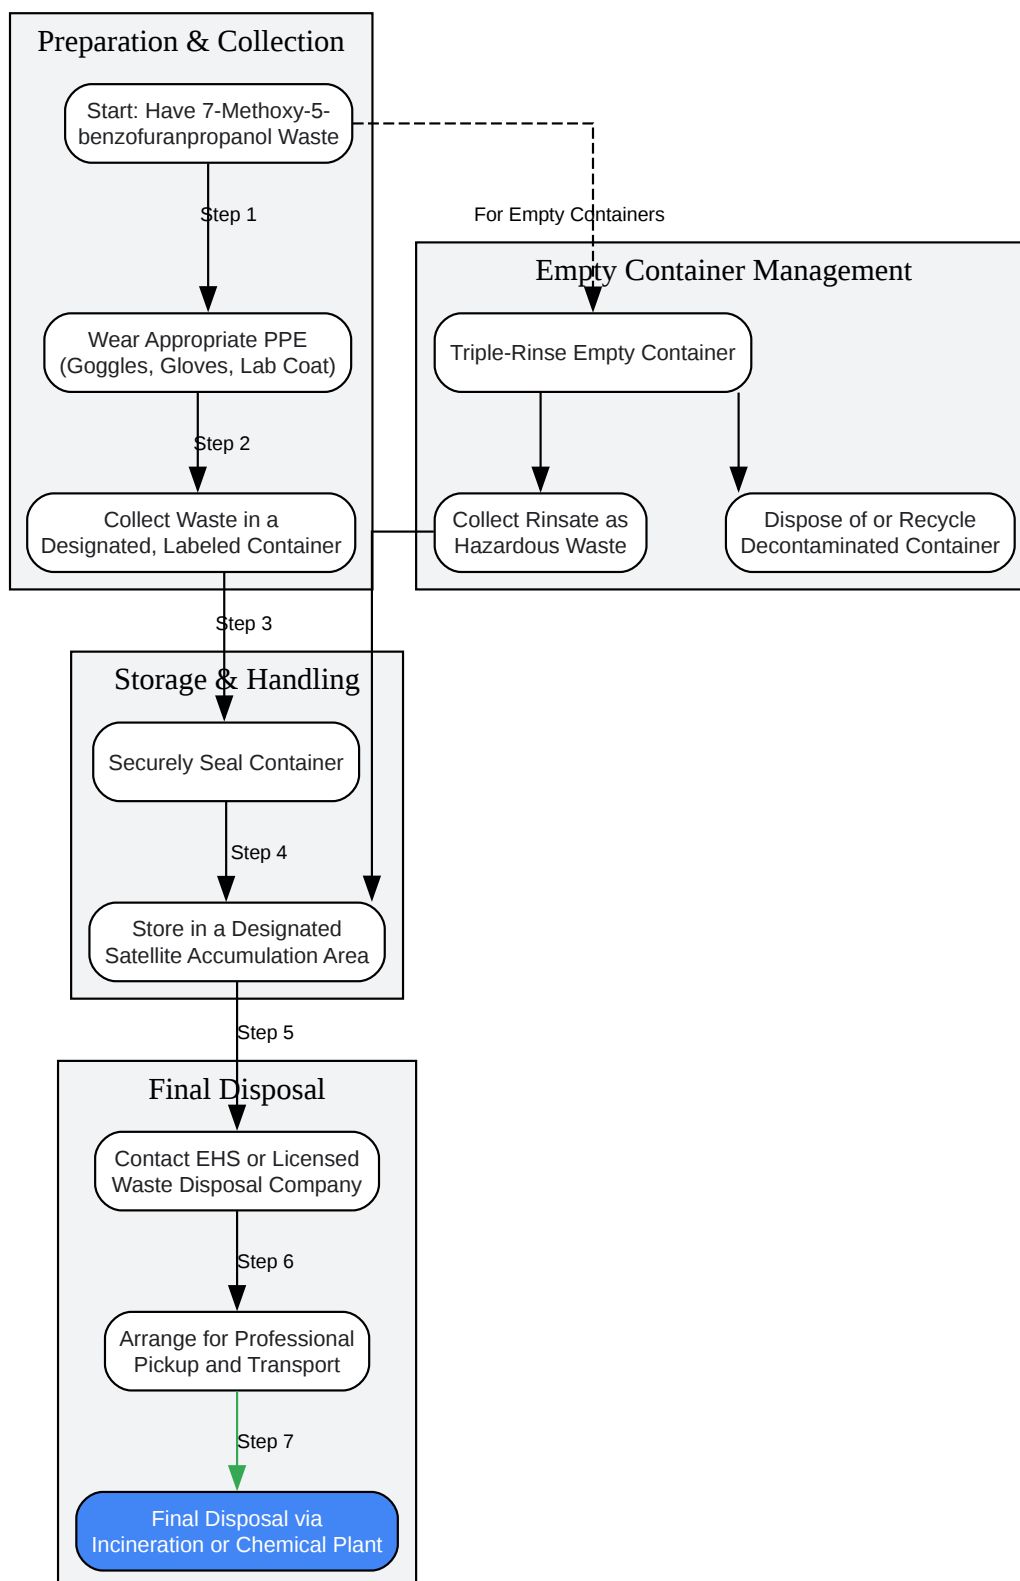 Preparation & Collection
Start: Have 7-Methoxy-5-
benzofuranpropanol Waste
Step 1
For Empty Containers
Empty Container Management
Wear Appropriate PPE
(Goggles, Gloves, Lab Coat)
Triple-Rinse Empty Container
Step 2
Collect Waste in a
Designated, Labeled Container
Collect Rinsate as
Hazardous Waste
Dispose of or Recycle
Decontaminated Container
Step 3
Storage & Handling
Securely Seal Container
Step 4
Store in a Designated
Satellite Accumulation Area
Step 5
Final Disposal
Contact EHS or Licensed
Waste Disposal Company
Step 6
Arrange for Professional
Pickup and Transport
Step 7
Final Disposal via
Incineration or Chemical Plant